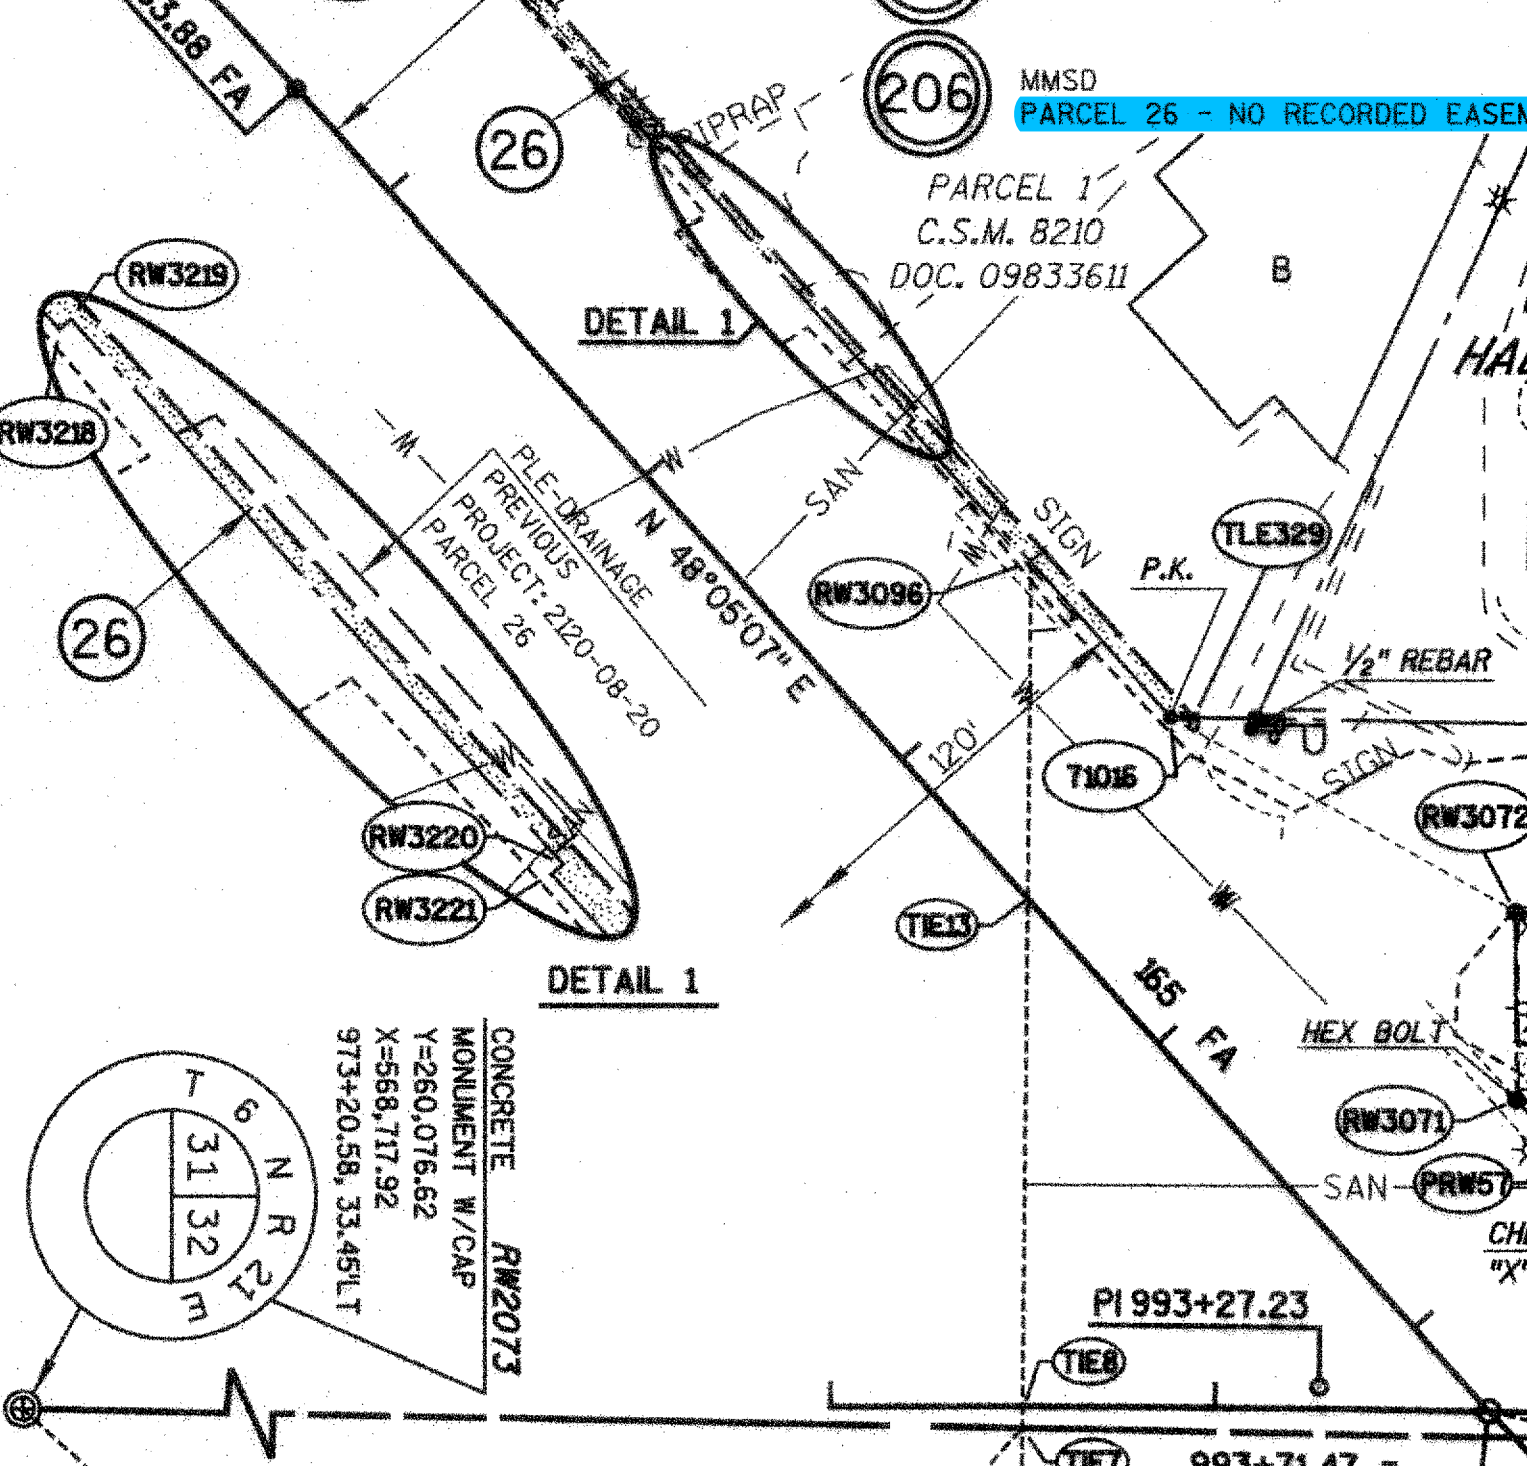 206
MMSD
PARCEL 26 - NO RECORDED
FA
26
RIPRAP
PARCEL 1
C.S.M. 8210
DOC. 09833611
B
RW3219
DETAIL 1
RW3218
W
W
SAN
SIGN
PLE-DRAINAGE
PREVIOUS
PROJECT: 2120-08-20
PARCEL 26
N 48°05'07" E
RW3096
TLE329
P.K.
1/2" REBAR
26
120'
W
W
71016
SIGN
RW3072
W
RW3220
RW3221
TIE13
W
DETAIL 1
165 FA
HEX BOLT
RW3071
SAN
PRW57
CONCRETE
MONUMENT W/CAP
Y=260,076.62
X=568,717.92
973+20.58, 33.45'LT
RW2073
T 6 N R 21 E
31
32
"X"
PI 993+27.23
TIE8
TIE7
993+71.47